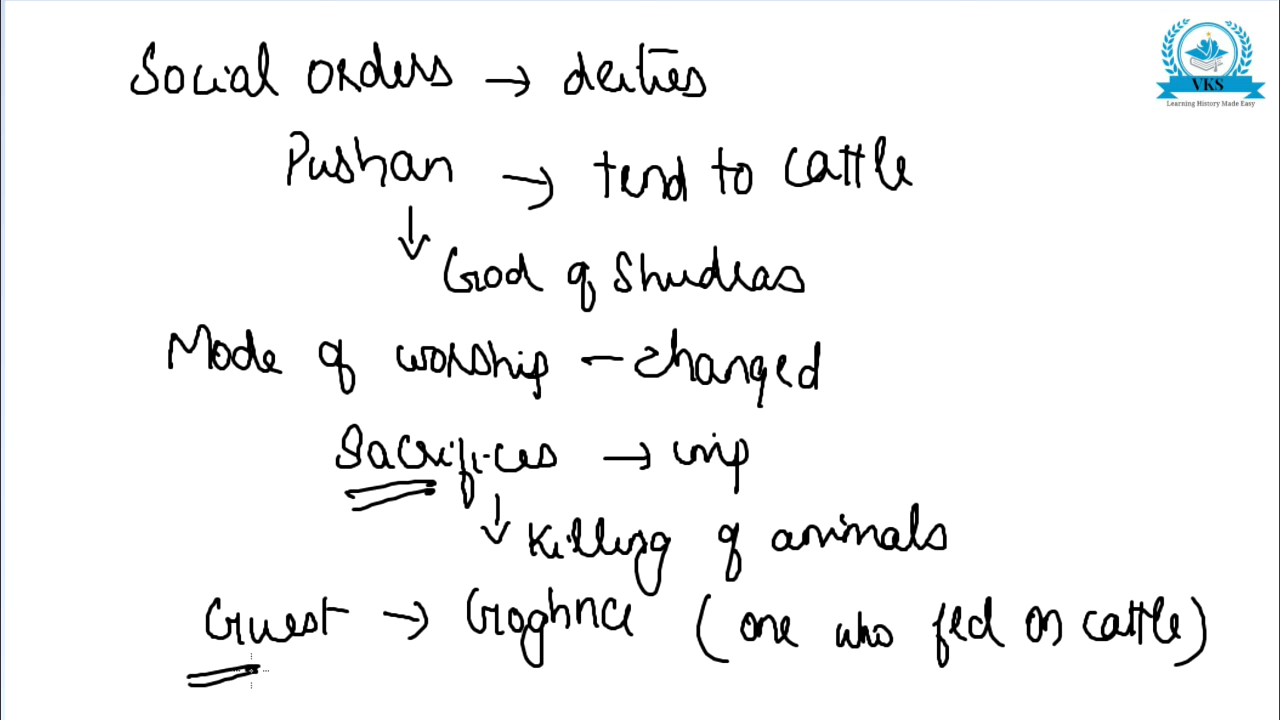 Social orders → deities
VKS
Learning History Made Easy
Pushan → tend to cattle
↓ God of Shudras
Mode of worship – changed
Sacrifices → imp
↓ Killing of animals
Guest → Goghna (one who fed on cattle)